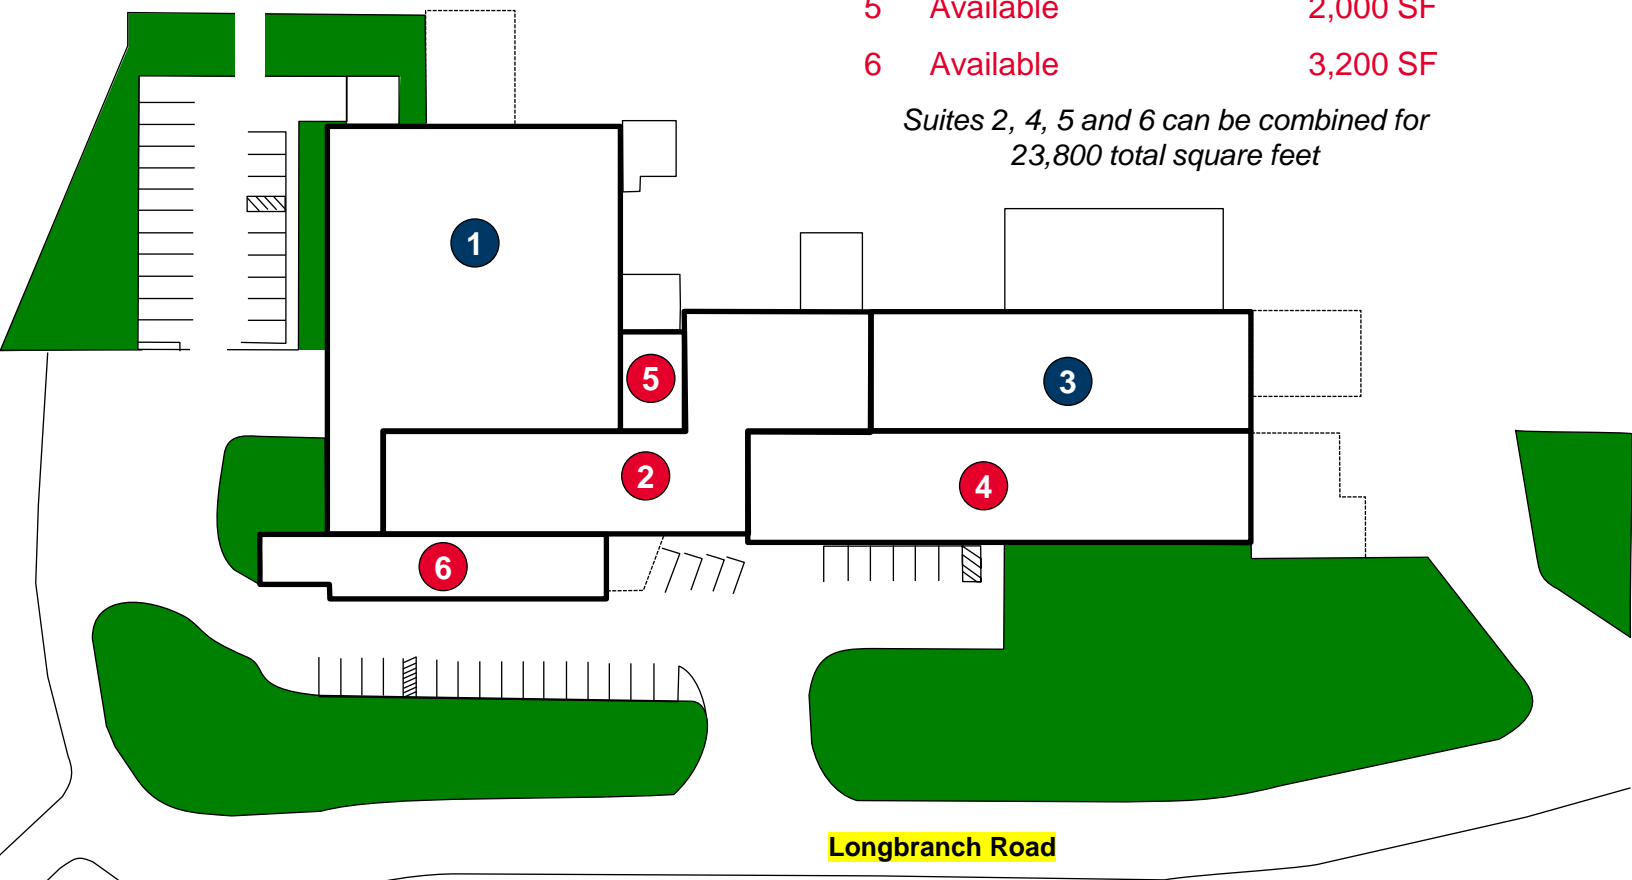 5 Available 2,000 SF
6 Available 3,200 SF
Suites 2, 4, 5 and 6 can be combined for
23,800 total square feet
1
5
3
2
4
6
Longbranch Road